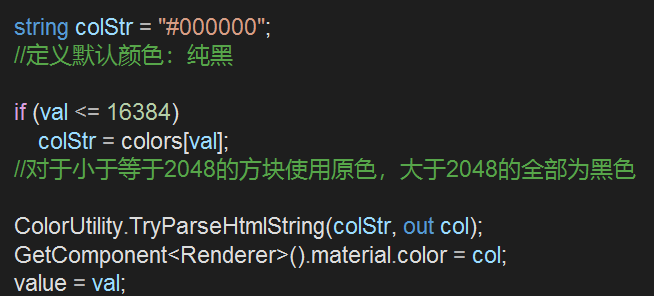 string colStr = "#000000";
//定义默认颜色：纯黑
if (val <= 16384)
colStr = colors[val];
//对于小于等于2048的方块使用原色，大于2048的全部为黑色
ColorUtility.TryParseHtmlString(colStr, out col);
GetComponent<Renderer>().material.color = col;
value = val;